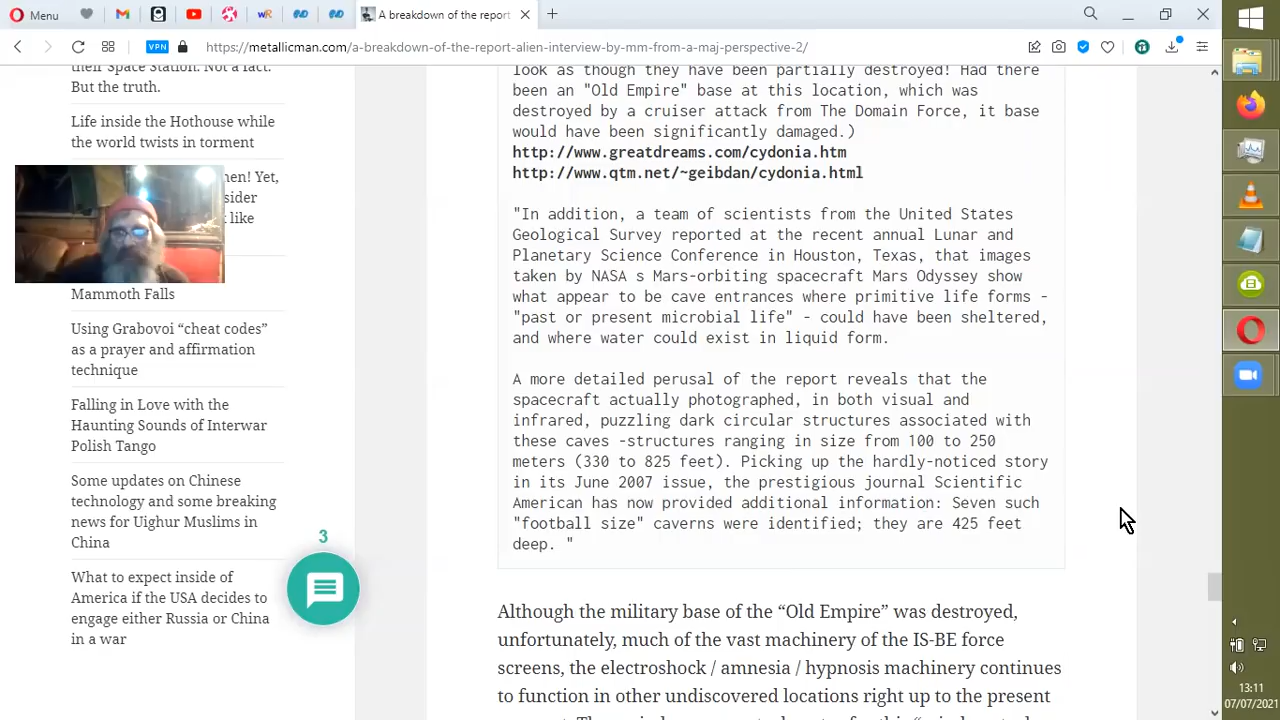 Menu
A breakdown of the report
https://metallicman.com/a-breakdown-of-the-report-alien-interview-by-mm-from-a-maj-perspective-2/
VPN
their Space Station. Not a fact.
But the truth.
Life inside the Hothouse while
the world twists in torment
men! Yet,
sider
like
Mammoth Falls
Using Grabovoi “cheat codes”
as a prayer and affirmation
technique
Falling in Love with the
Haunting Sounds of Interwar
Polish Tango
Some updates on Chinese
technology and some breaking
news for Uighur Muslims in
China
What to expect inside of
America if the USA decides to
engage either Russia or China
in a war
3
look as though they have been partially destroyed! Had there
been an "Old Empire" base at this location, which was
destroyed by a cruiser attack from The Domain Force, it base
would have been significantly damaged.)
http://www.greatdreams.com/cydonia.htm
http://www.qtm.net/~geibdan/cydonia.html
"In addition, a team of scientists from the United States
Geological Survey reported at the recent annual Lunar and
Planetary Science Conference in Houston, Texas, that images
taken by NASA s Mars-orbiting spacecraft Mars Odyssey show
what appear to be cave entrances where primitive life forms -
"past or present microbial life" - could have been sheltered,
and where water could exist in liquid form.
A more detailed perusal of the report reveals that the
spacecraft actually photographed, in both visual and
infrared, puzzling dark circular structures associated with
these caves -structures ranging in size from 100 to 250
meters (330 to 825 feet). Picking up the hardly-noticed story
in its June 2007 issue, the prestigious journal Scientific
American has now provided additional information: Seven such
"football size" caverns were identified; they are 425 feet
deep. "
Although the military base of the “Old Empire” was destroyed,
unfortunately, much of the vast machinery of the IS-BE force
screens, the electroshock / amnesia / hypnosis machinery continues
to function in other undiscovered locations right up to the present
13:11
07/07/2021